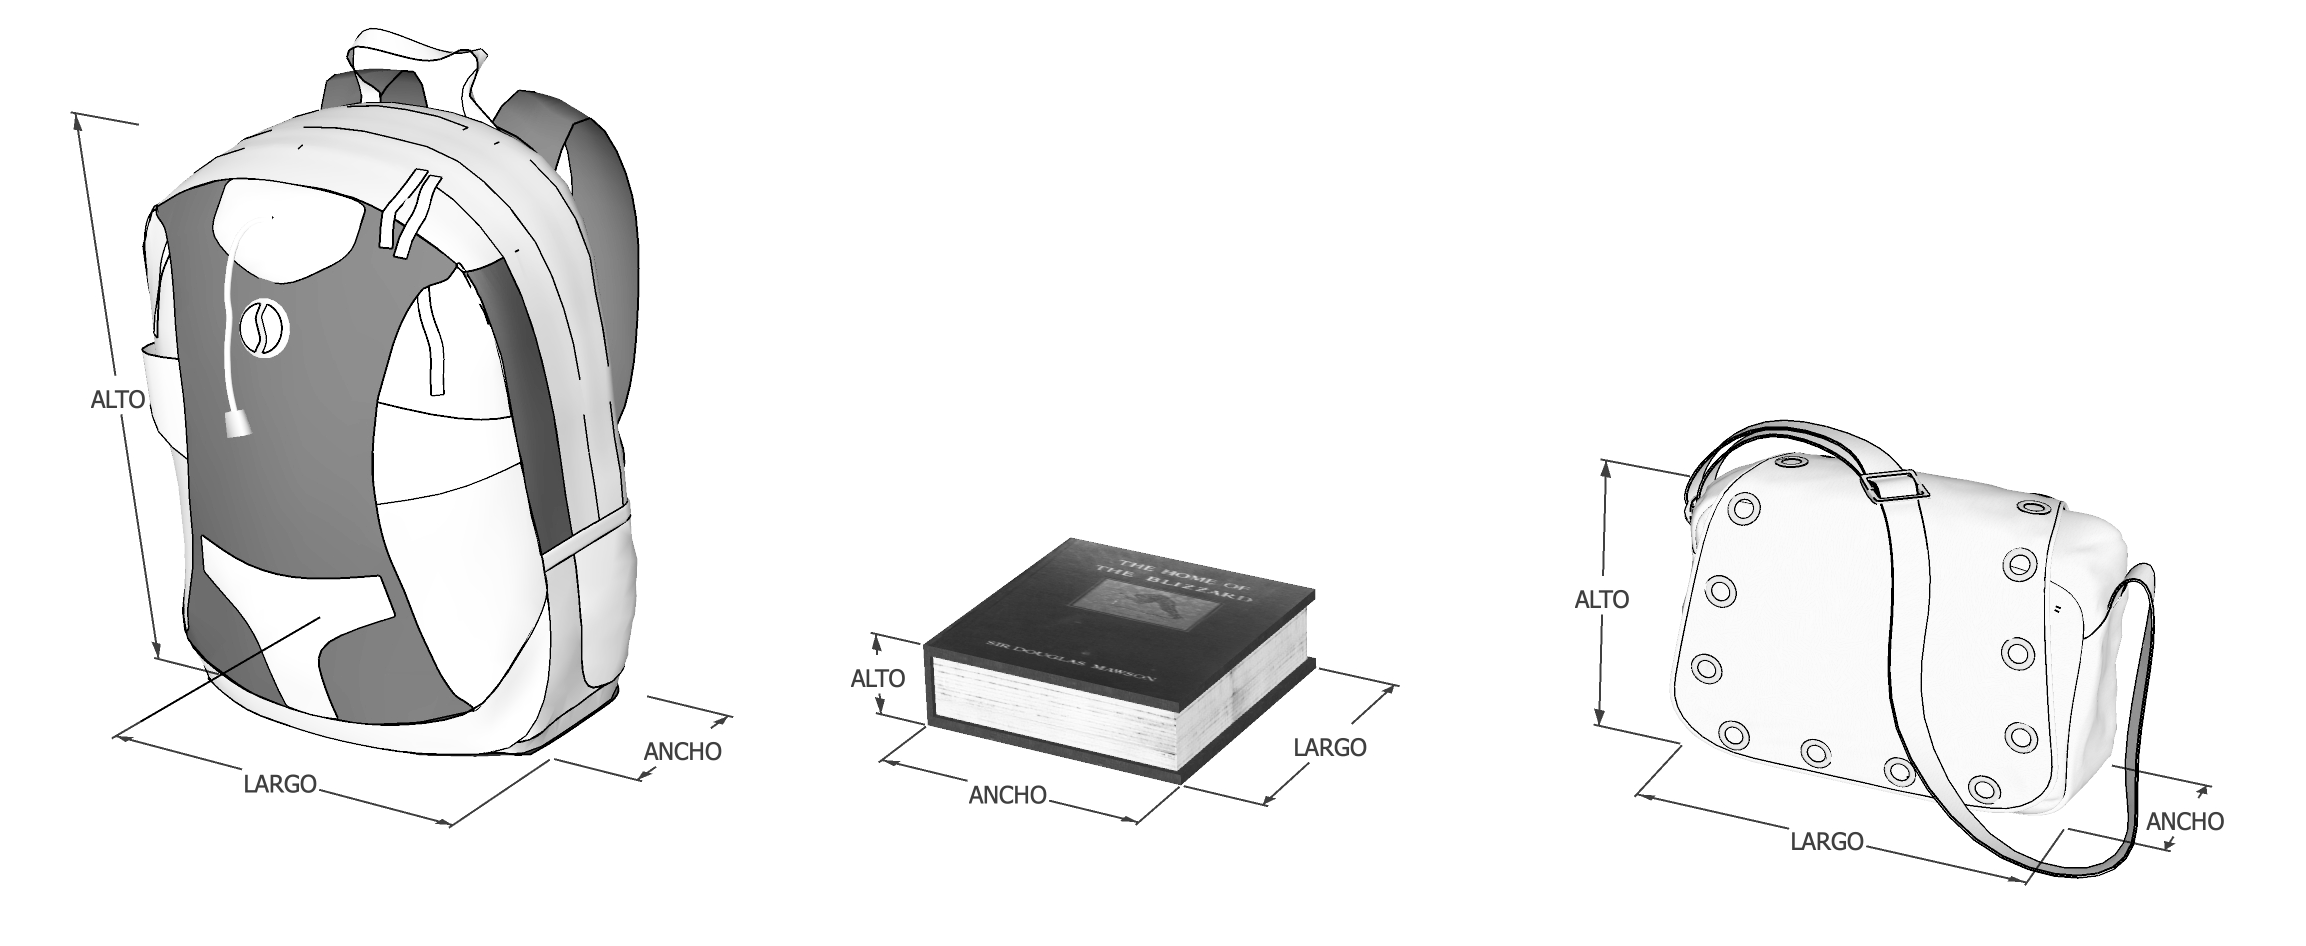 ALTO
LARGO
ANCHO
THE HOME OF
THE BLIZZARD
SIR DOUGLAS MAWSON
ALTO
ANCHO
LARGO
ALTO
LARGO
ANCHO